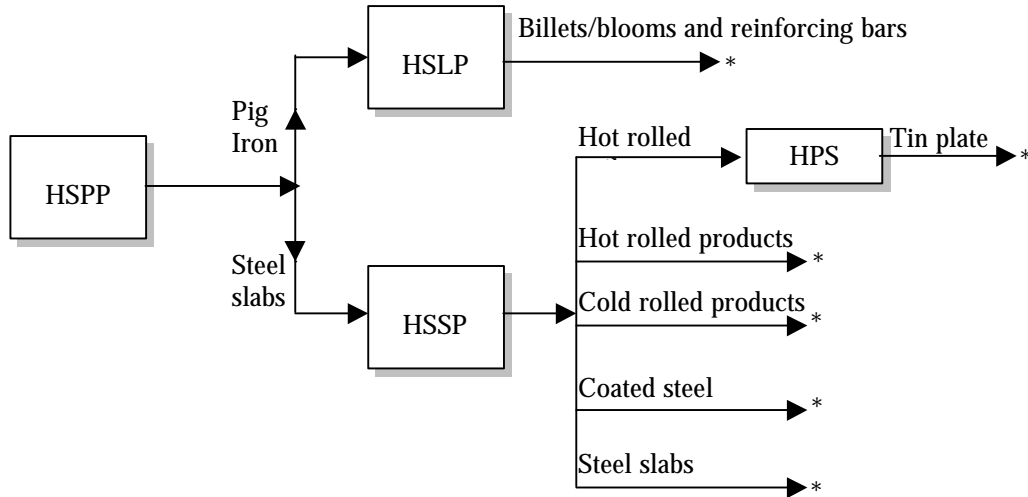 Billets/blooms and reinforcing bars
*
HSLP
Pig
Iron
Hot rolled
HPS
Tin plate
*
HSPP
Hot rolled products
*
Steel
slabs
HSSP
Cold rolled products
*
Coated steel
*
Steel slabs
*